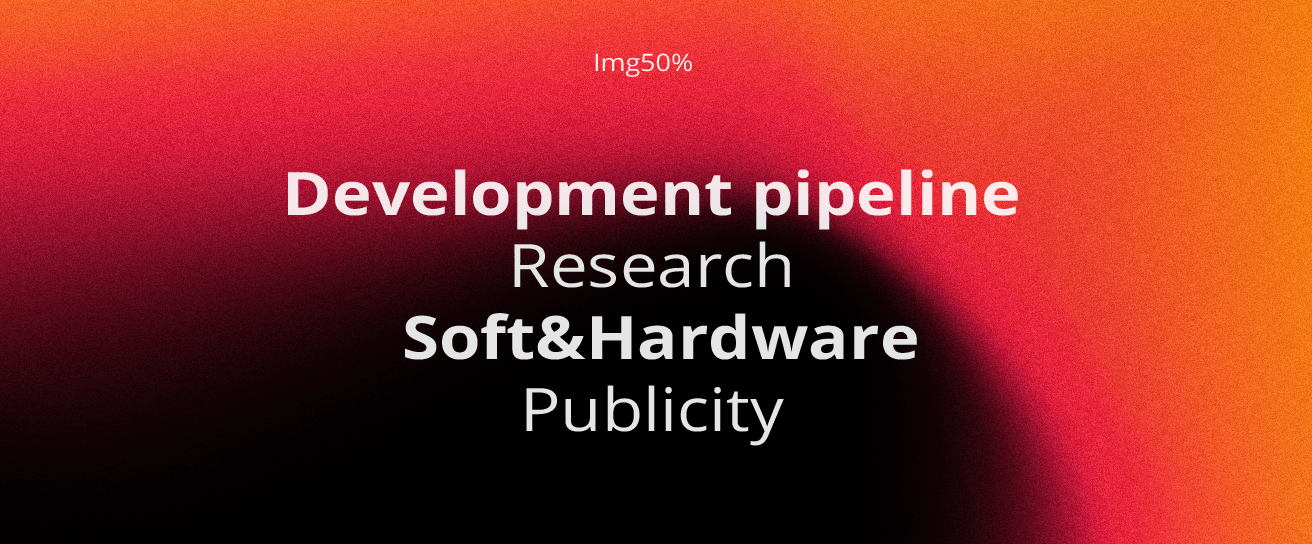 Img50%
Development pipeline
Research
Soft&Hardware
Publicity